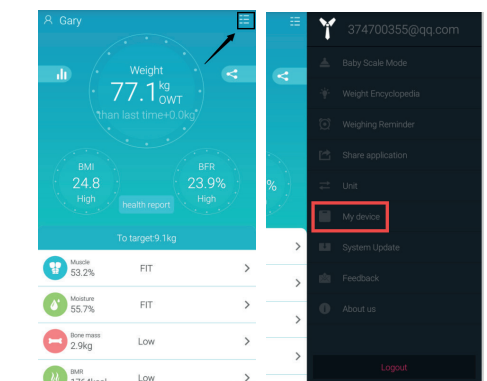 Gary
Weight
77.1 kg
OWT
than last time+0.0kg
BMI
24.8
High
BFR
23.9%
High
health report
To target:9.1kg
Muscle
53.2%
FIT
Moisture
55.7%
FIT
Bone mass
2.9kg
Low
BMR
Low
%
374700355@qq.com
Baby Scale Mode
Weight Encyclopedia
Weighing Reminder
Share application
Unit
My device
System Update
Feedback
About us
Logout